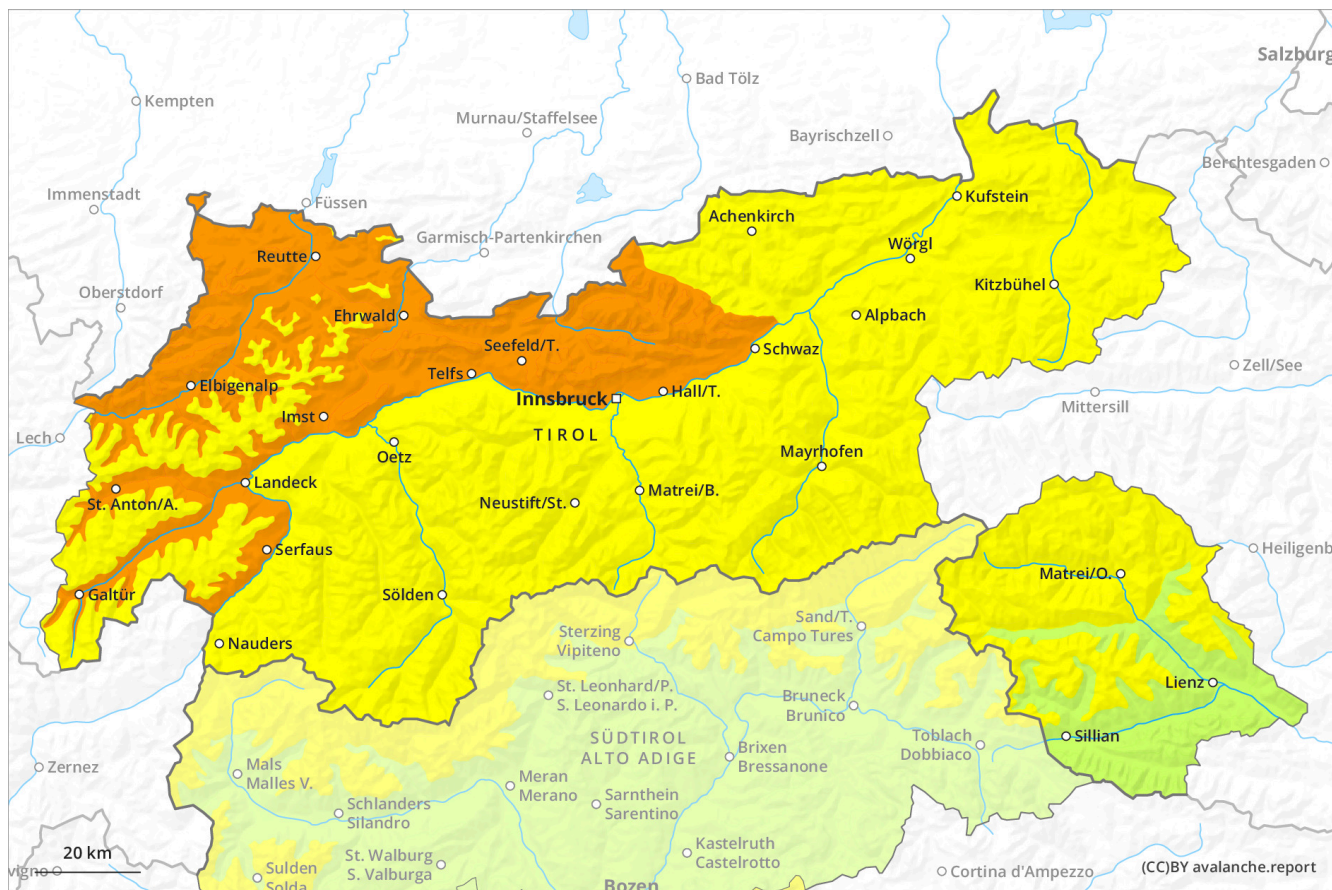 Salzburg
Bad Tölz
Kempten
Murnau/Staffelsee
Bayrischzell
Berchtesgaden
Immenstadt
Füssen
Kufstein
Achenkirch
Garmisch-Partenkirchen
Wörgl
Reutte
Kitzbühel
Oberstdorf
Ehrwald
Alpbach
Seefeld/T.
Schwaz
Zell/See
Telfs
Elbigenalp
Hall/T.
Innsbruck
Mittersill
Imst
Lech
TIROL
Oetz
Mayrhofen
Landeck
Matrei/B.
St. Anton/A.
Neustift/St.
Serfaus
Heiligenb
Matrei/O.
Galtür
Sölden
Sand/T.
Campo Tures
Sterzing
Vipiteno
Nauders
Lienz
St. Leonhard/P.
S. Leonardo i. P.
Bruneck
Brunico
SÜDTIROL
ALTO ADIGE
Toblach
Dobbiaco
Sillian
Brixen
Bressanone
Zernez
Mals
Malles V.
Meran
Merano
Schlanders
Silandro
Sarnthein
Sarentino
Kastelruth
Castelrotto
20 km
St. Walburg
S. Valburga
vigno
Sulden
Solda
Bozen
Cortina d'Ampezzo
(CC)BY avalanche.report